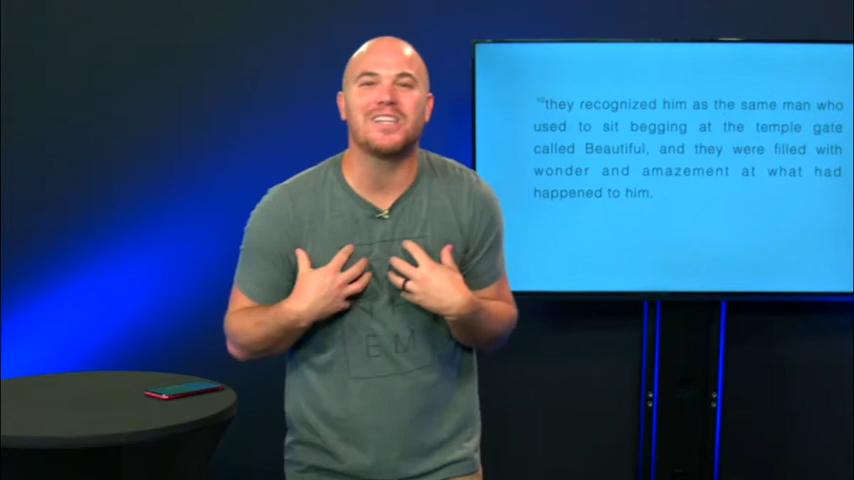 ¹⁰they recognized him as the same man who
used to sit begging at the temple gate
called Beautiful, and they were filled with
wonder and amazement at what had
happened to him.
EM